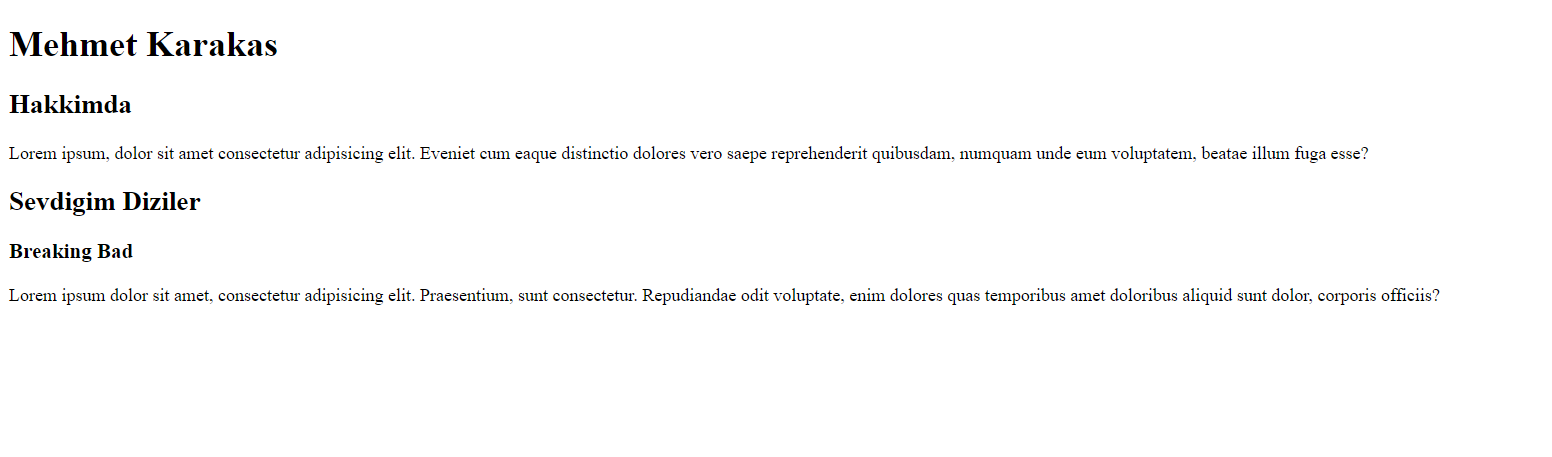 Mehmet Karakas
Hakkimda
Lorem ipsum, dolor sit amet consectetur adipisicing elit. Eveniet cum eaque distinctio dolores vero saepe reprehenderit quibusdam, numquam unde eum voluptatem, beatae illum fuga esse?
Sevdigim Diziler
Breaking Bad
Lorem ipsum dolor sit amet, consectetur adipisicing elit. Praesentium, sunt consectetur. Repudiandae odit voluptate, enim dolores quas temporibus amet doloribus aliquid sunt dolor, corporis officiis?